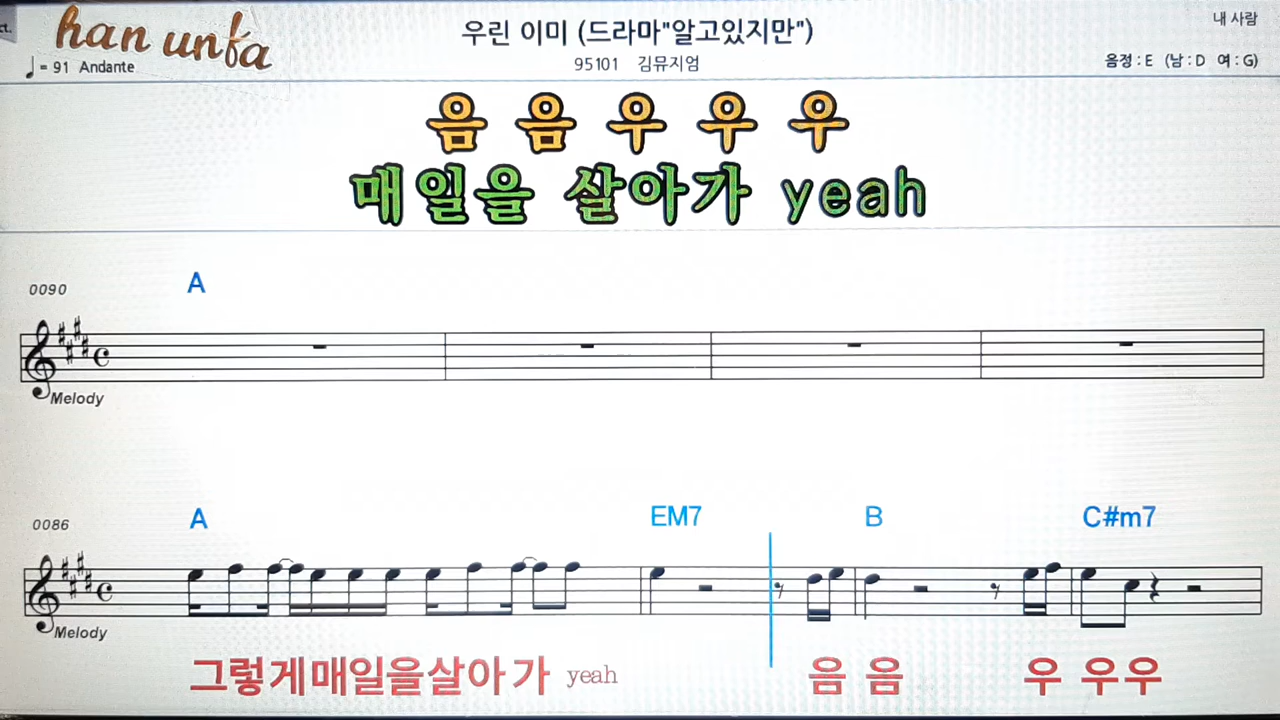 ct.
han unfa
우린 이미 (드라마"알고있지만")
내 사람
♩ = 91 Andante
95101 김뮤지엄
음정 : E (남 : D 여 : G)
음 음 우 우 우
매일을 살아가 yeah
0090
A
Melody
0086
A EM7 B C#m7
Melody
그렇게매일을살아가 yeah 음 음 우 우우